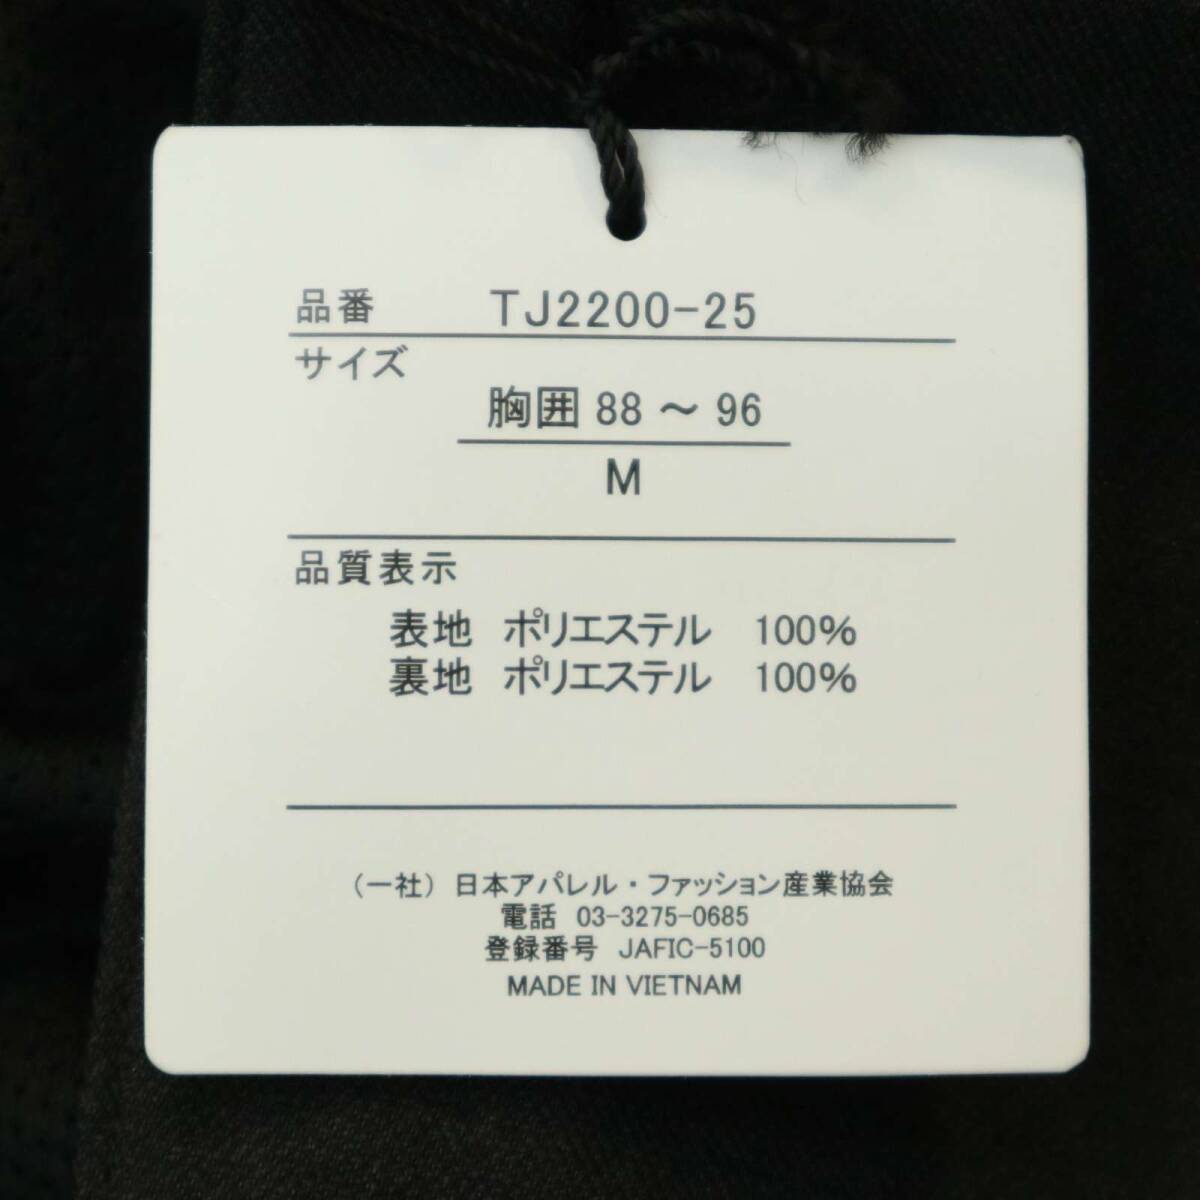 品番 TJ2200-25
サイズ
胸囲 88 ～ 96
M
品質表示
表地 ポリエステル 100%
裏地 ポリエステル 100%
（一社）日本アパレル・ファッション産業協会
電話 03-3275-0685
登録番号 JAFIC-5100
MADE IN VIETNAM